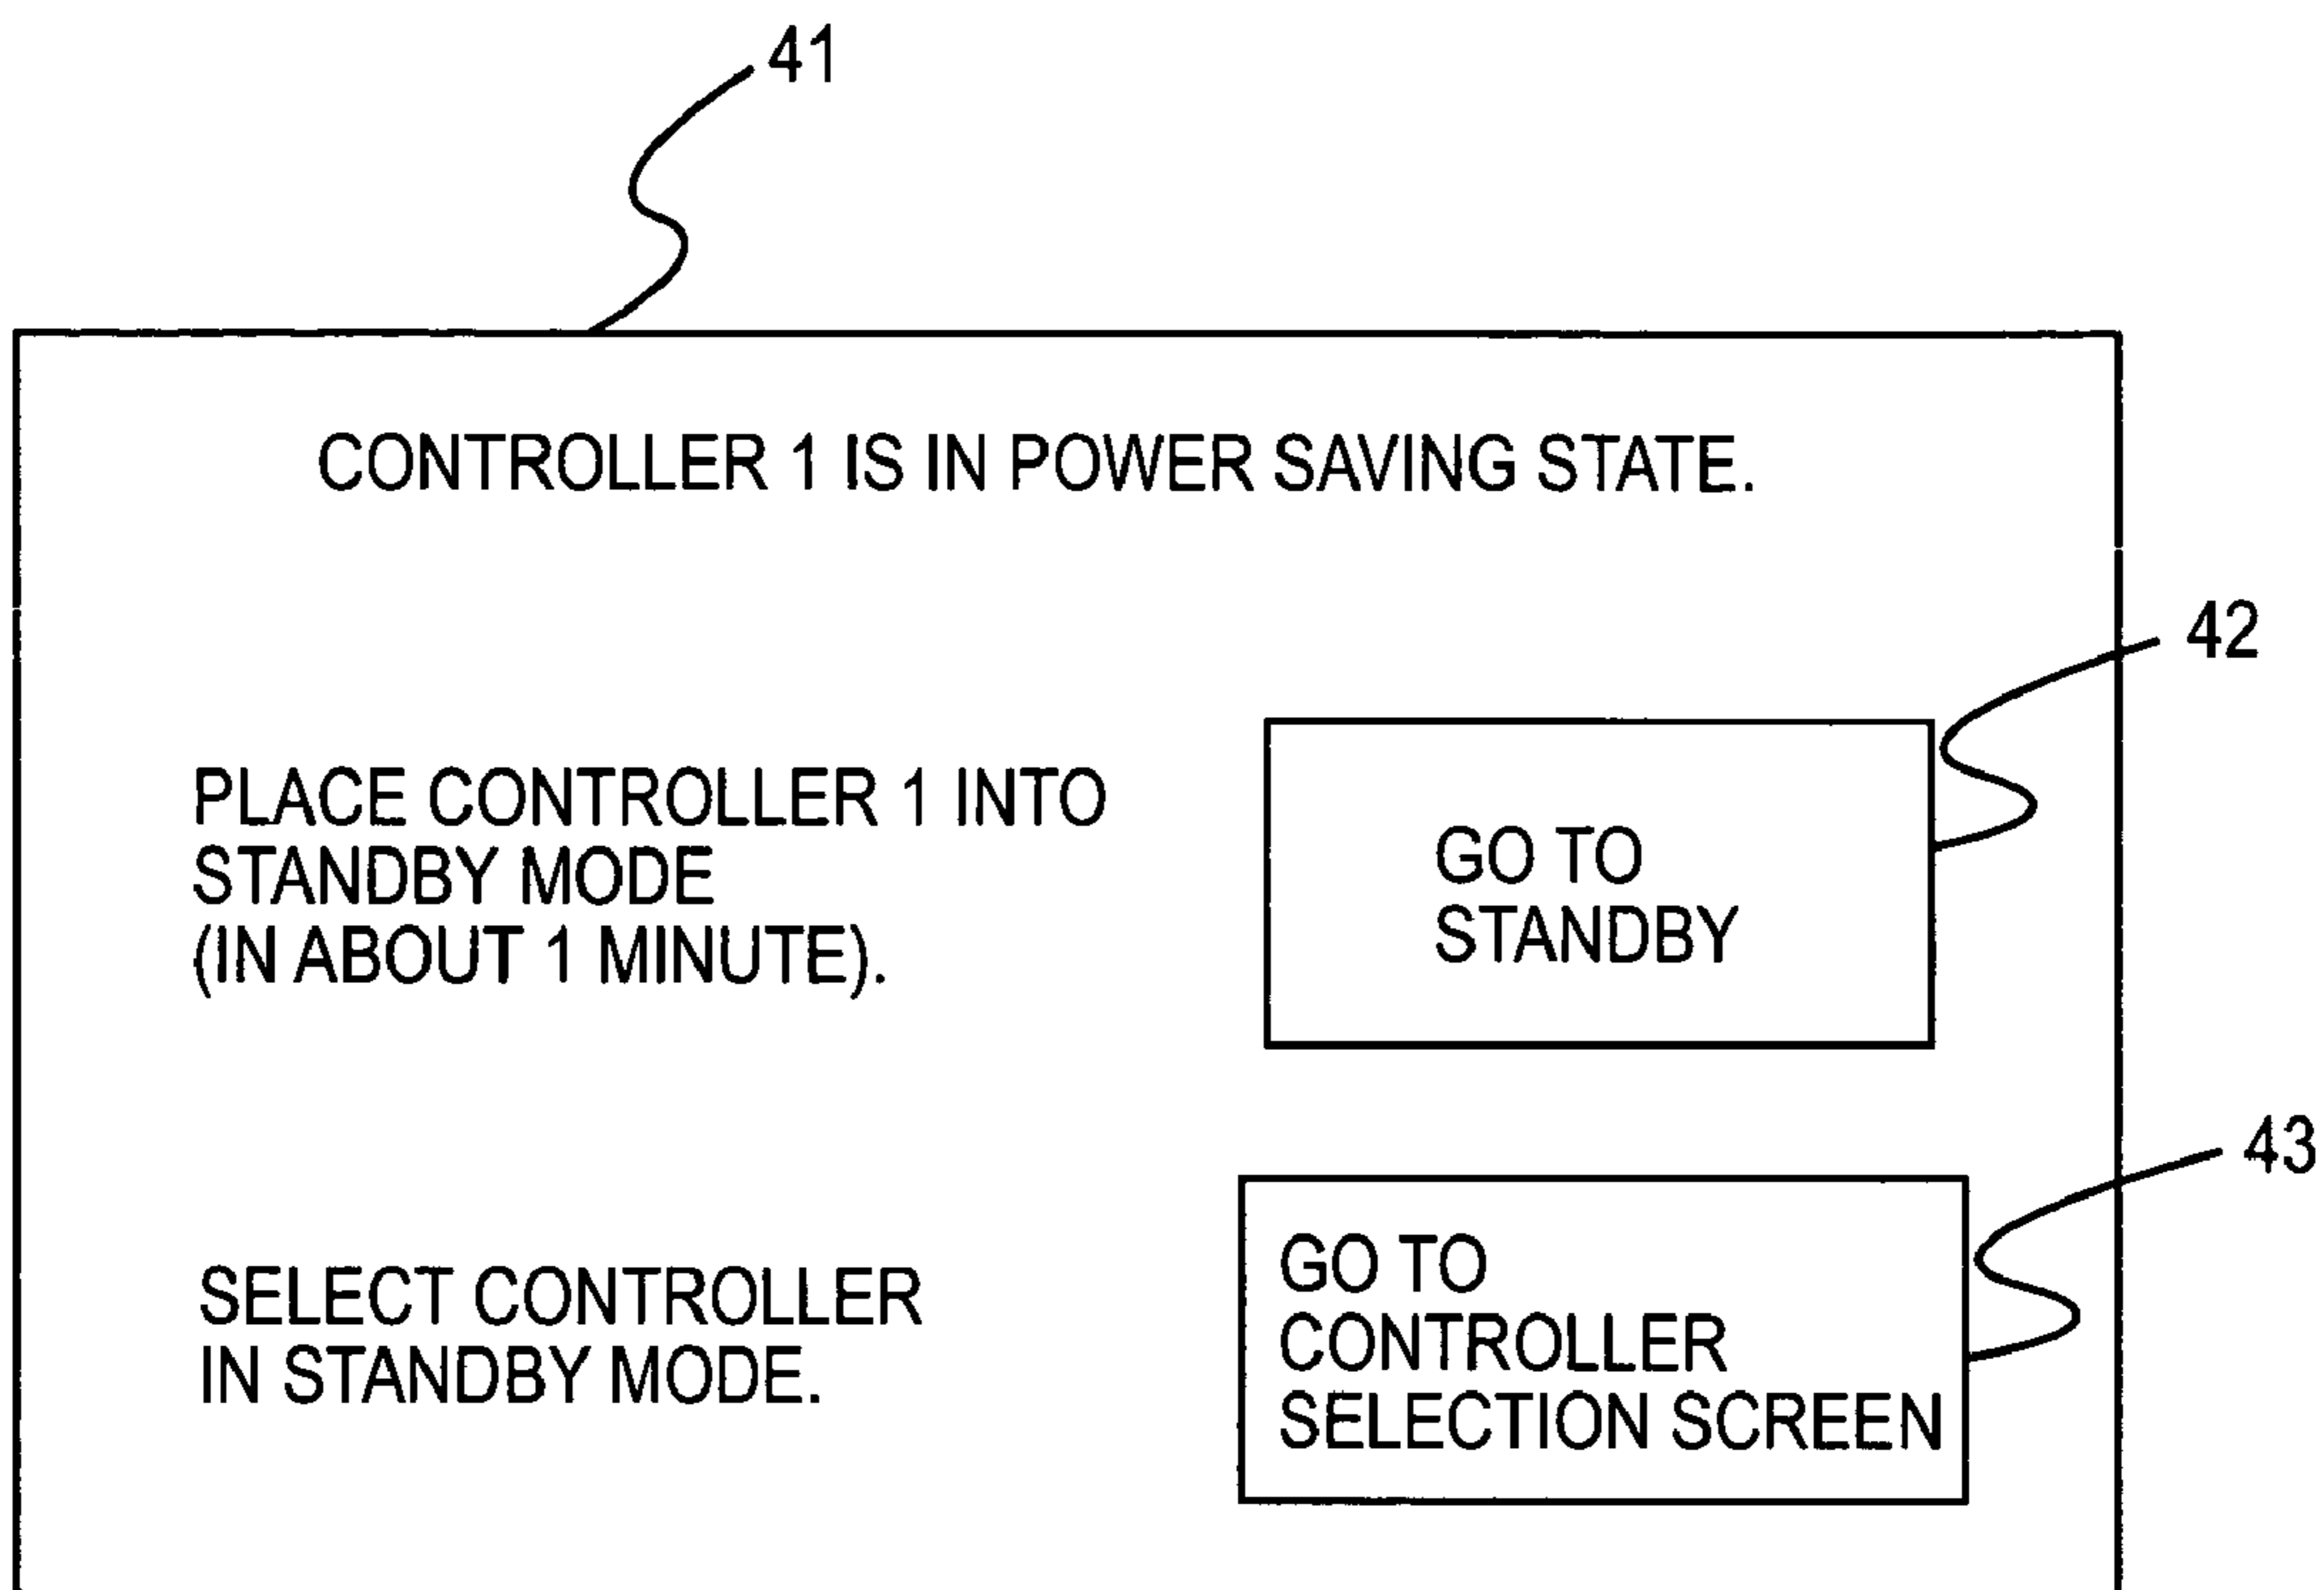 41
CONTROLLER 1 IS IN POWER SAVING STATE.
42
PLACE CONTROLLER 1 INTO
STANDBY MODE
(IN ABOUT 1 MINUTE).
GO TO
STANDBY
43
SELECT CONTROLLER
IN STANDBY MODE.
GO TO
CONTROLLER
SELECTION SCREEN